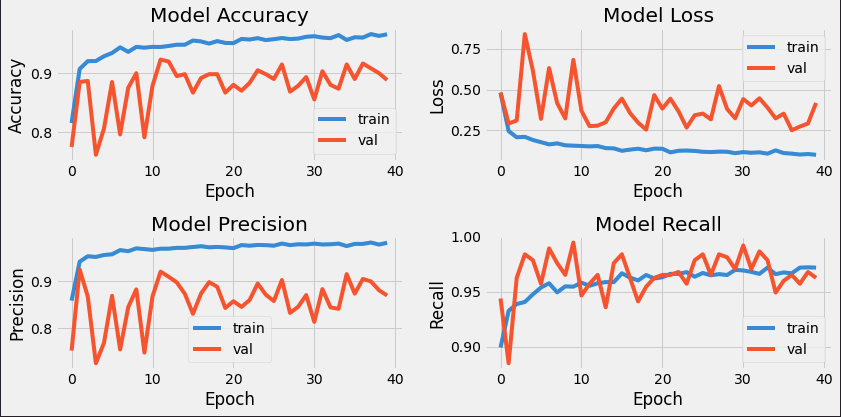 Model Accuracy
Accuracy
0.9
0.8
train
val
0 10 20 30 40
Epoch
Model Loss
Loss
0.75
0.50
0.25
train
val
0 10 20 30 40
Epoch
Model Precision
Precision
0.9
0.8
train
val
0 10 20 30 40
Epoch
Model Recall
Recall
1.00
0.95
0.90
train
val
0 10 20 30 40
Epoch